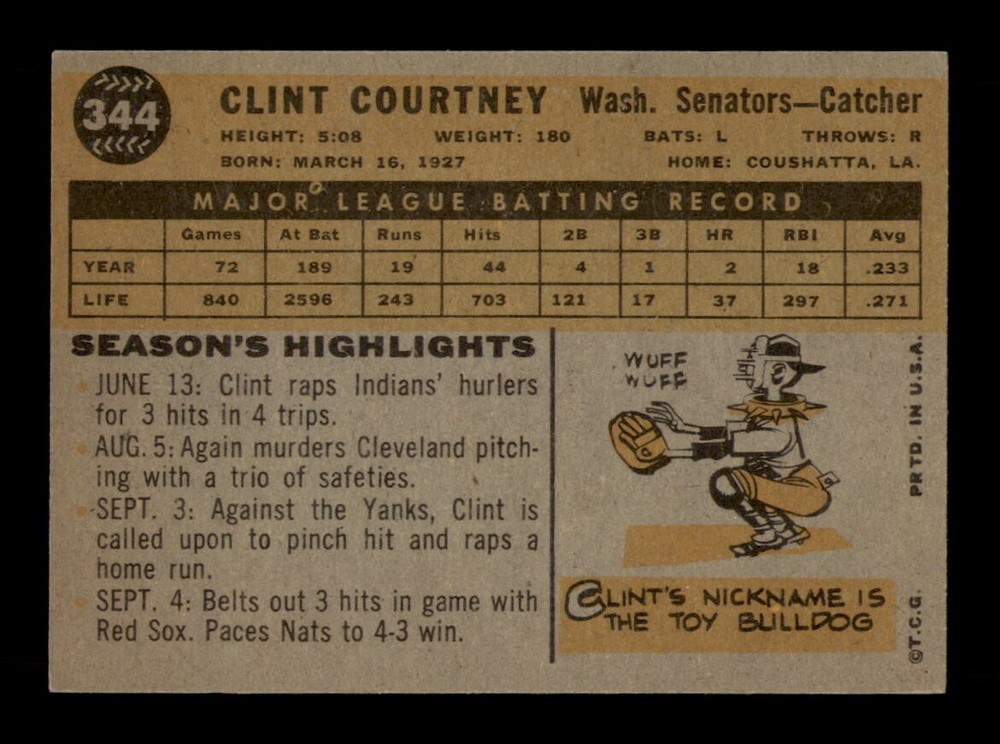 344
CLINT COURTNEY Wash. Senators—Catcher
HEIGHT: 5:08 WEIGHT: 180 BATS: L THROWS: R
BORN: MARCH 16, 1927 HOME: COUSHATTA, LA.
MAJOR LEAGUE BATTING RECORD
Games At Bat Runs Hits 2B 3B HR RBI Avg
YEAR 72 189 19 44 4 1 2 18 .233
LIFE 840 2596 243 703 121 17 37 297 .271
SEASON'S HIGHLIGHTS
JUNE 13: Clint raps Indians' hurlers
for 3 hits in 4 trips.
AUG. 5: Again murders Cleveland pitch-
ing with a trio of safeties.
SEPT. 3: Against the Yanks, Clint is
called upon to pinch hit and raps a
home run.
SEPT. 4: Belts out 3 hits in game with
Red Sox. Paces Nats to 4-3 win.
WUFF
WUFF
CLINT'S NICKNAME IS
THE TOY BULLDOG
©T.C.G. PRTD. IN U.S.A.